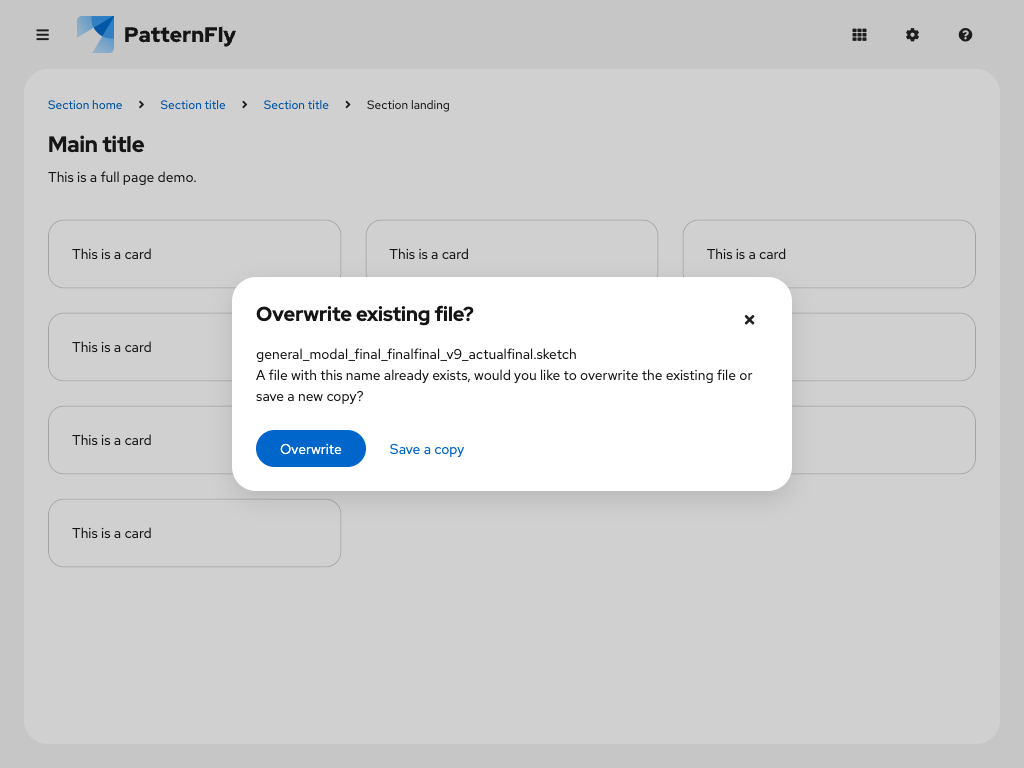 PatternFly
Section home
Section title
Section title
Section landing
Main title
This is a full page demo.
This is a card
This is a card
This is a card
Overwrite existing file?
general_modal_final_finalfinal_v9_actualfinal.sketch
A file with this name already exists, would you like to overwrite the existing file or
save a new copy?
Overwrite
Save a copy
This is a card
This is a card
This is a card